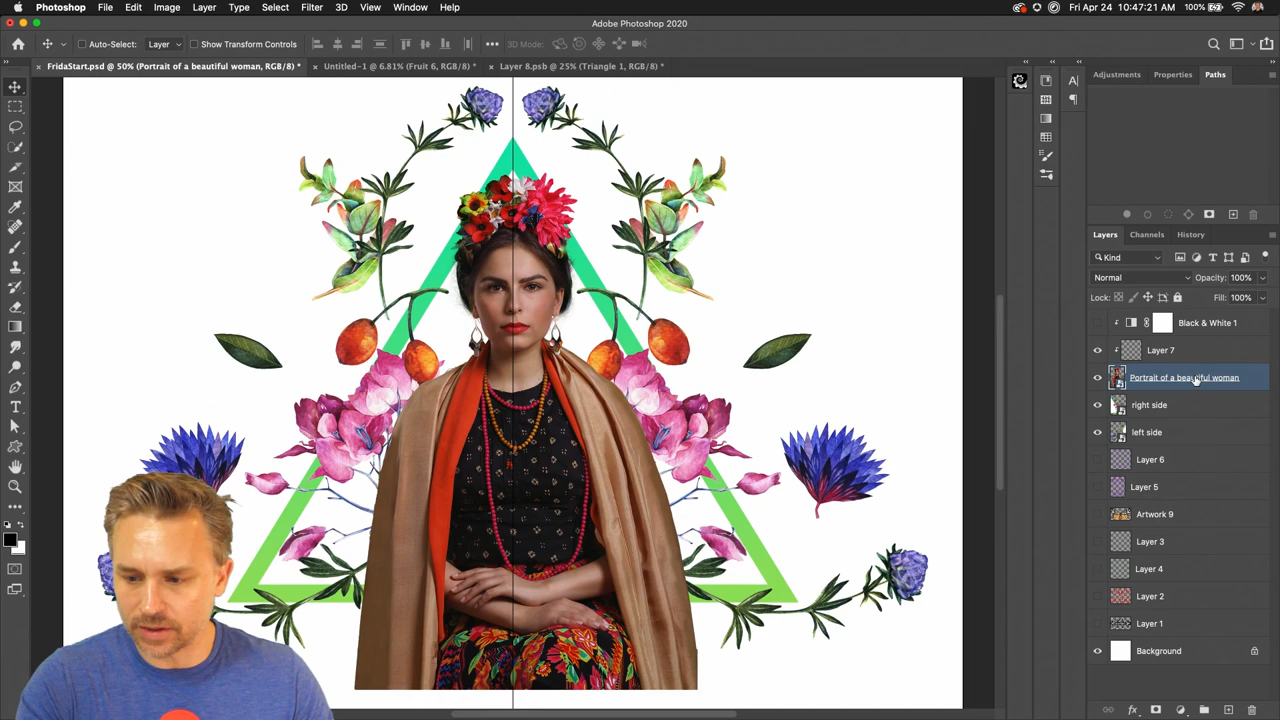 Photoshop File Edit Image Layer Type Select Filter 3D View Plugins Window Help 100% Fri Apr 24 10:47:21 AM
Adobe Photoshop 2020
Auto-Select: Layer Show Transform Controls 3D Mode:
FridaStart.psd @ 50% (Portrait of a beautiful woman, RGB/8) * Untitled-1 @ 6.81% (Fruit 6, RGB/8) * Layer 8.psb @ 25% (Triangle 1, RGB/8) *
Adjustments Properties Paths
Layers Channels History
Kind
Normal Opacity: 100%
Lock: Fill: 100%
Black & White 1
Layer 7
Portrait of a beautiful woman
right side
left side
Layer 6
Layer 5
Artwork 9
Layer 3
Layer 4
Layer 2
Layer 1
Background